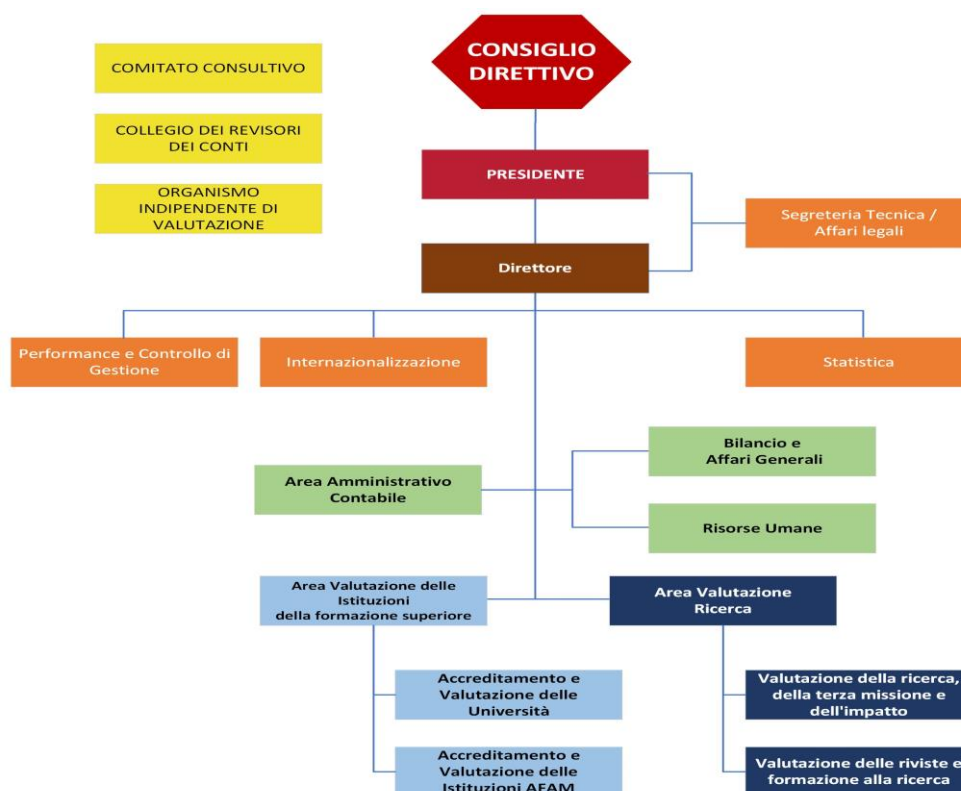 CONSIGLIO
DIRETTIVO
COMITATO CONSULTIVO
COLLEGIO DEI REVISORI
DEI CONTI
ORGANISMO
INDIPENDENTE DI
VALUTAZIONE
PRESIDENTE
Segreteria Tecnica /
Affari legali
Direttore
Performance e Controllo di
Gestione
Internazionalizzazione
Statistica
Bilancio e
Affari Generali
Area Amministrativo
Contabile
Risorse Umane
Area Valutazione delle
Istituzioni
della formazione superiore
Area Valutazione
Ricerca
Accreditamento e
Valutazione delle
Università
Valutazione della ricerca,
della terza missione e
dell'impatto
Accreditamento e
Valutazione delle
Istituzioni AFAM
Valutazione delle riviste e
formazione alla ricerca